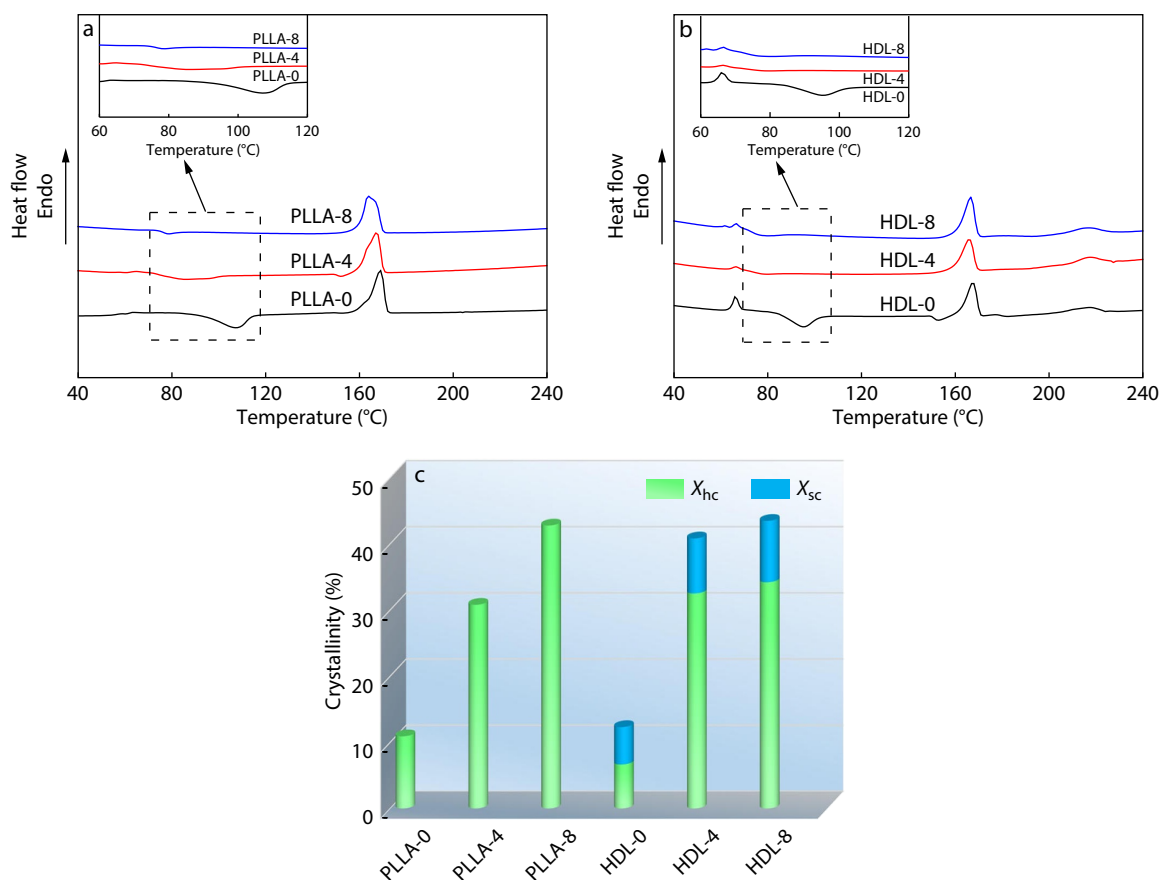 a
PLLA-8
PLLA-4
PLLA-0
60 80 100 120
Temperature (°C)
Heat flow
Endo
PLLA-8
PLLA-4
PLLA-0
40 80 120 160 200 240
Temperature (°C)
b
HDL-8
HDL-4
HDL-0
60 80 100 120
Temperature (°C)
Heat flow
Endo
HDL-8
HDL-4
HDL-0
40 80 120 160 200 240
Temperature (°C)
c
Xhc Xsc
Crystallinity (%)
50
40
30
20
10
0
PLLA-0 PLLA-4 PLLA-8 HDL-0 HDL-4 HDL-8